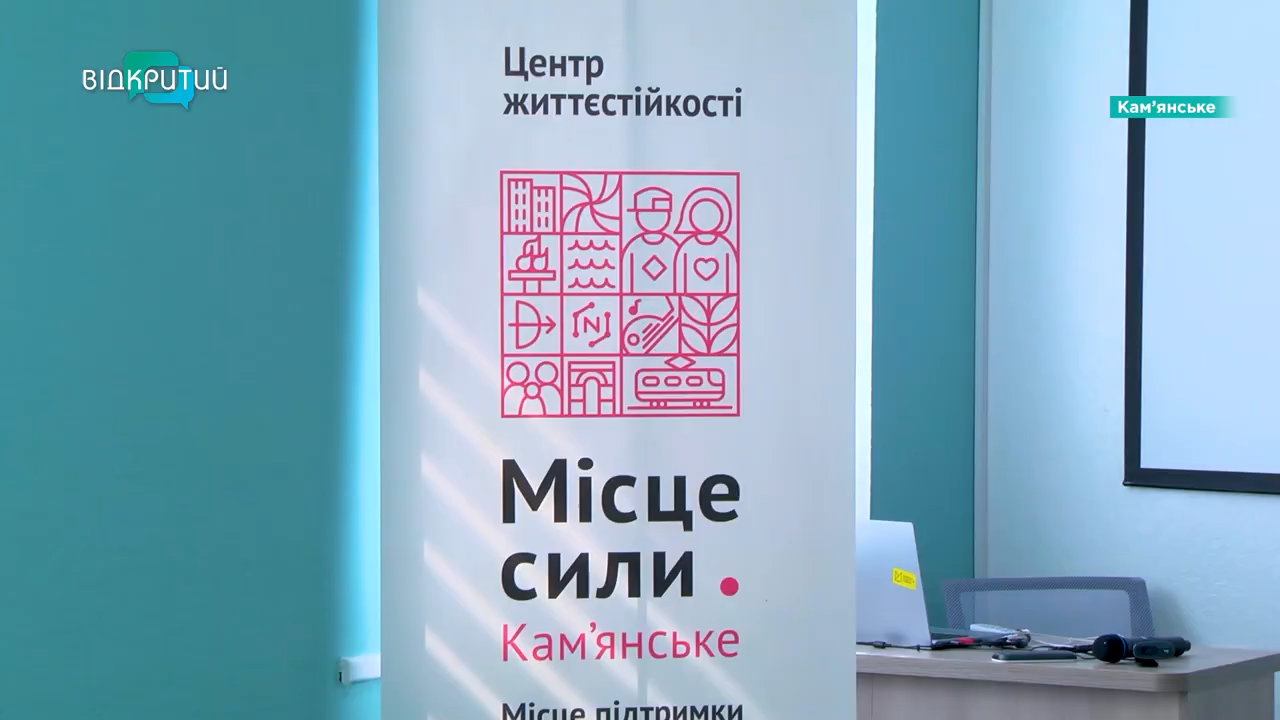 ВІДКРИТИЙ
Кам'янське
Центр
життєстійкості
N
Місце
сили.
Кам'янське
Місце підтримки